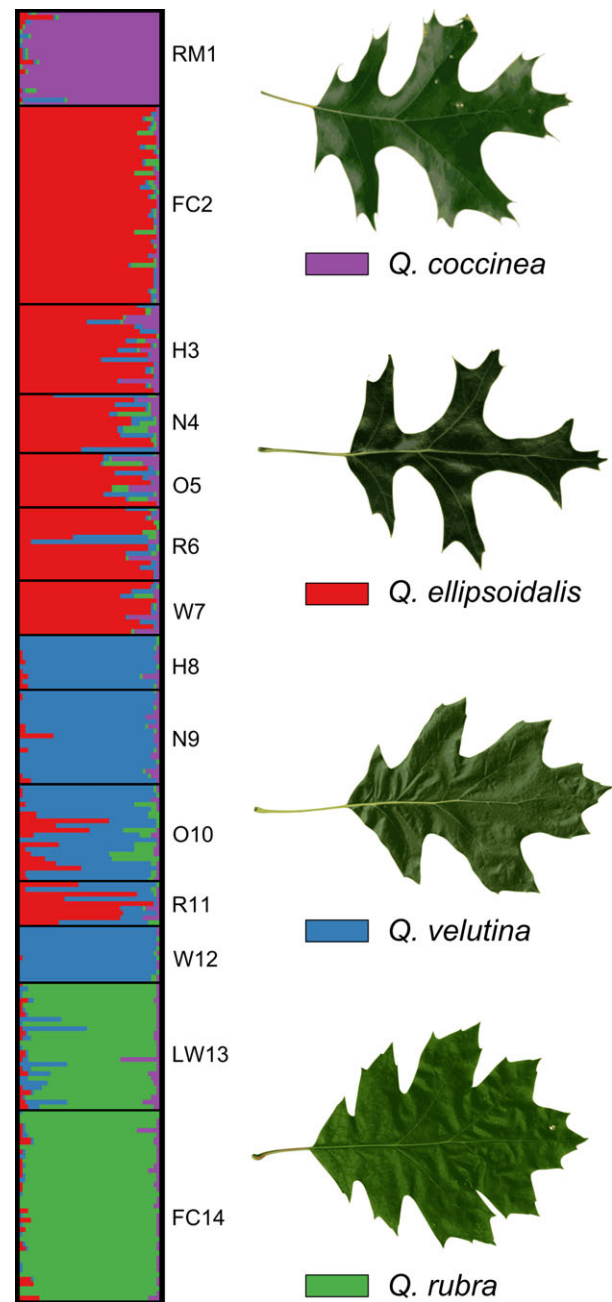 RM1
FC2
Q. coccinea
H3
N4
Q. ellipsoidalis
O5
R6
W7
H8
N9
O10
R11
Q. velutina
W12
LW13
FC14
Q. rubra